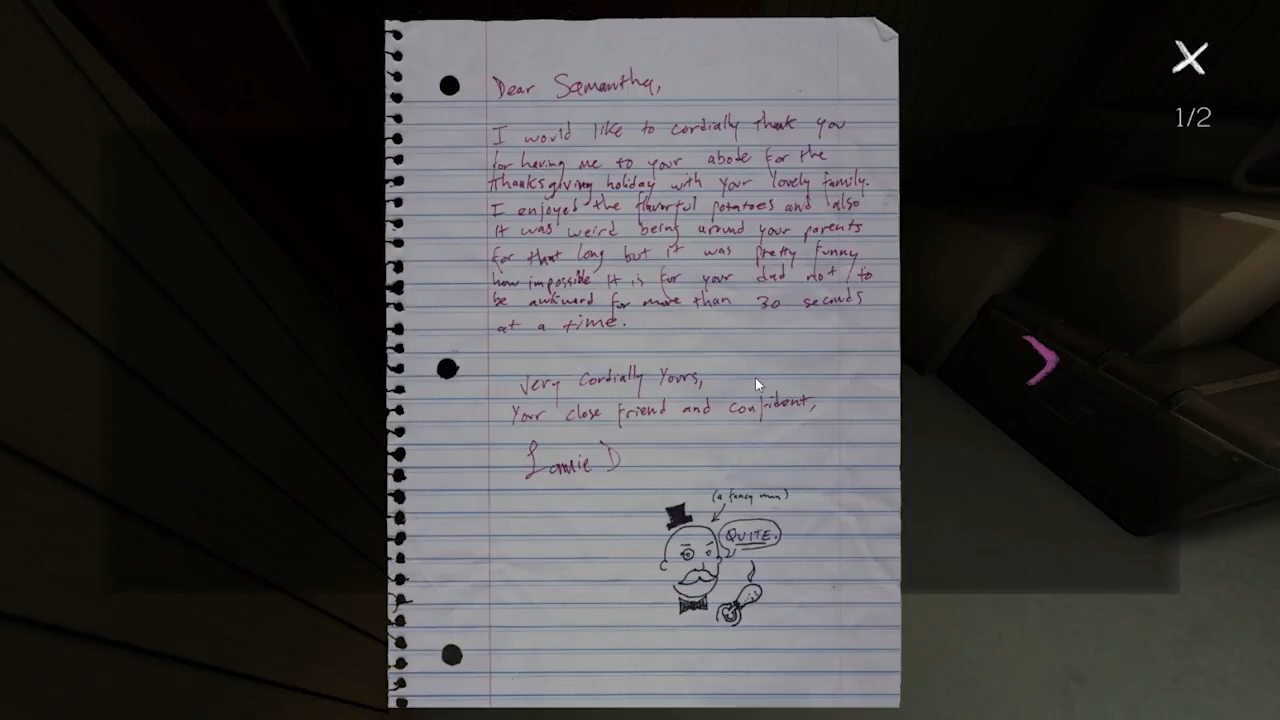 1/2
Dear Samantha,
I would like to cordially thank you
for having me to your abode for the
thanksgiving holiday with your lovely family.
I enjoyed the flavorful potatoes and also
it was weird being around your parents
for that long but it was pretty funny
how impossible it is for your dad not to
be awkward for more than 30 seconds
at a time.
Very Cordially Yours,
Your close friend and confident,
Lonnie D
(a fancy man)
QUITE.